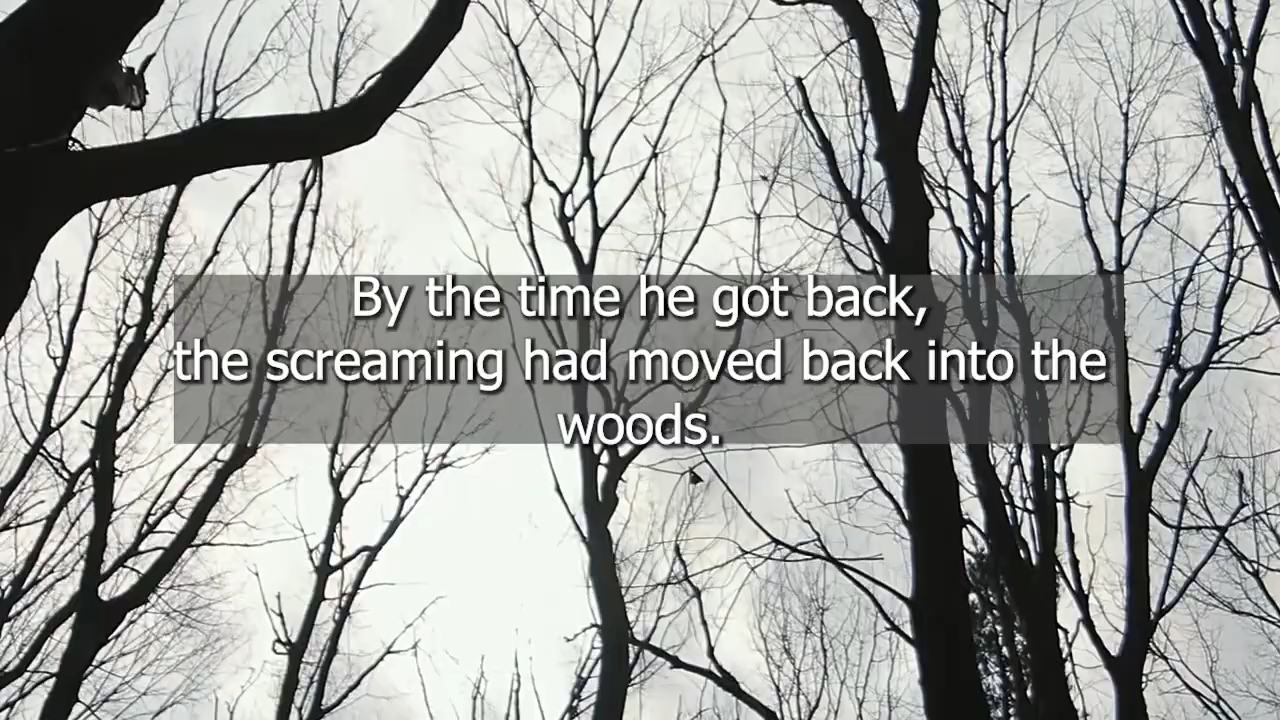 By the time he got back,
the screaming had moved back into the
woods.